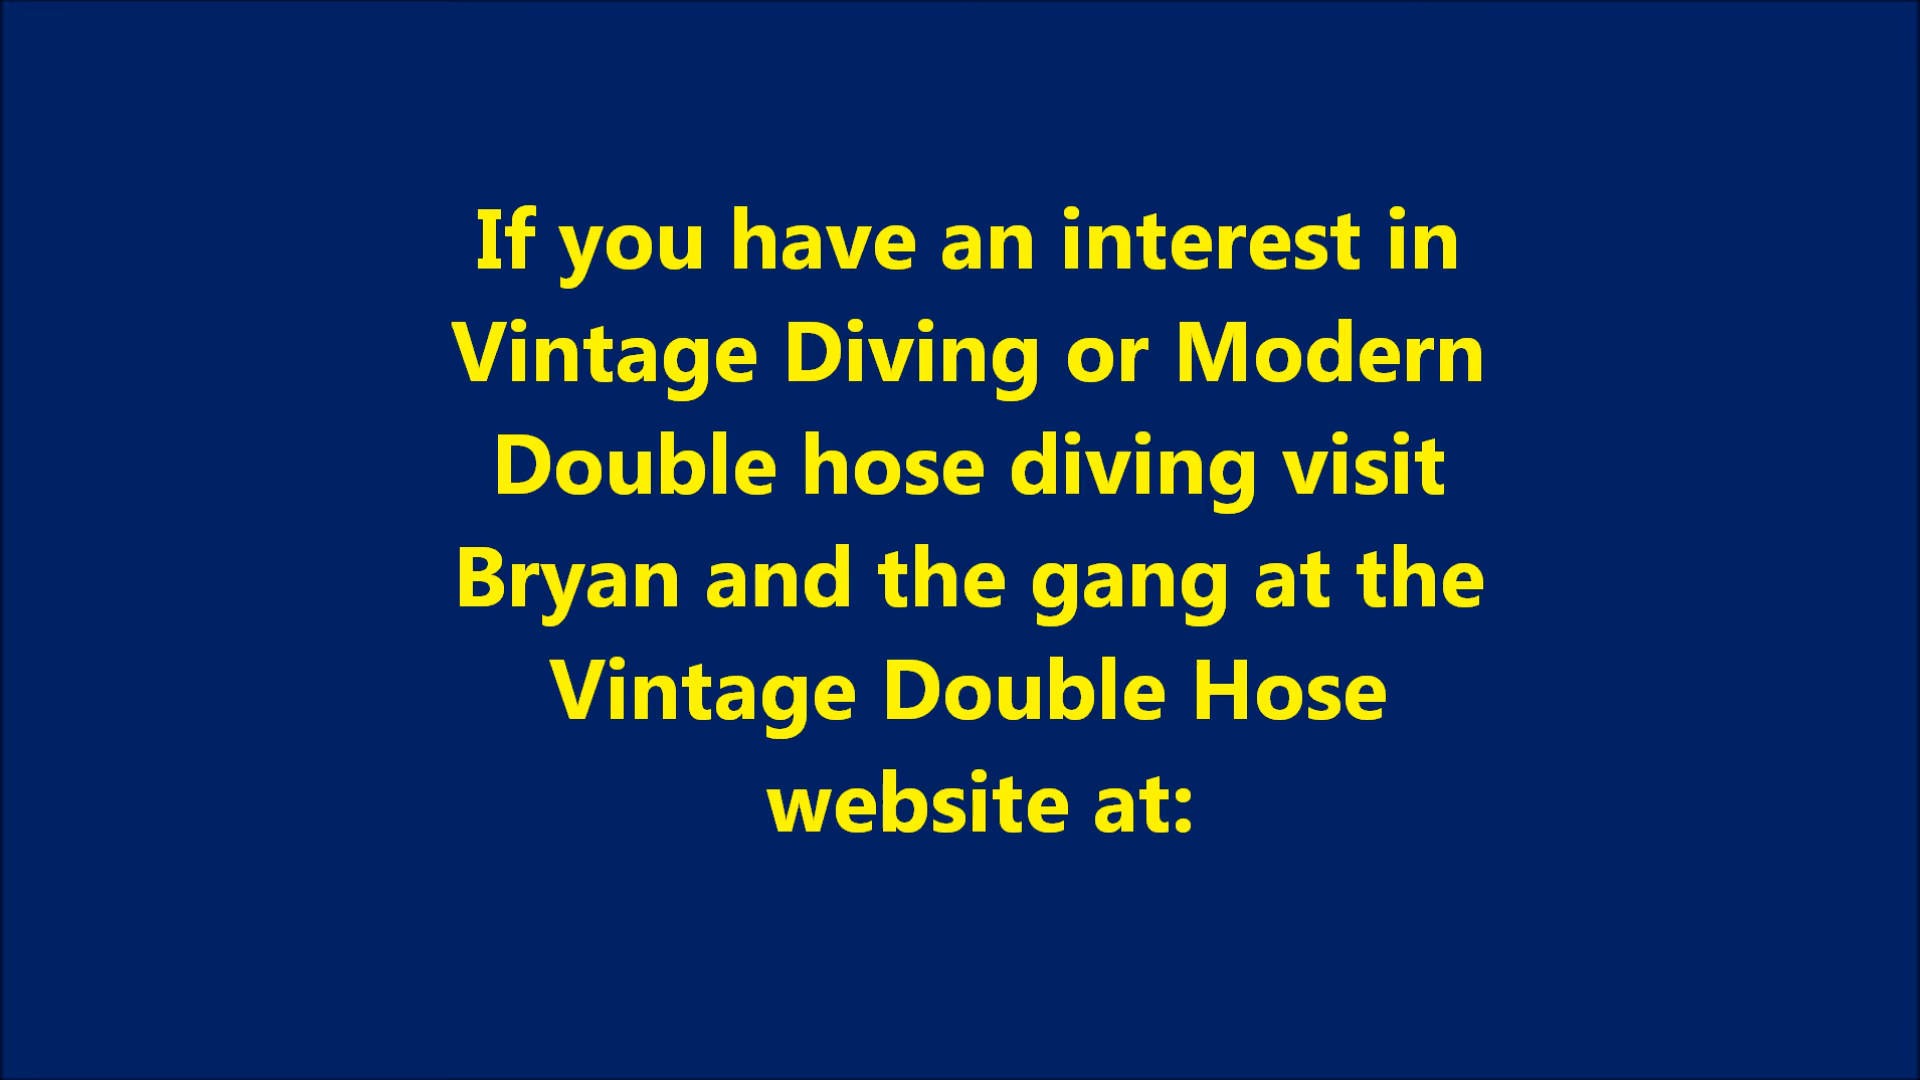 If you have an interest in
Vintage Diving or Modern
Double hose diving visit
Bryan and the gang at the
Vintage Double Hose
website at: